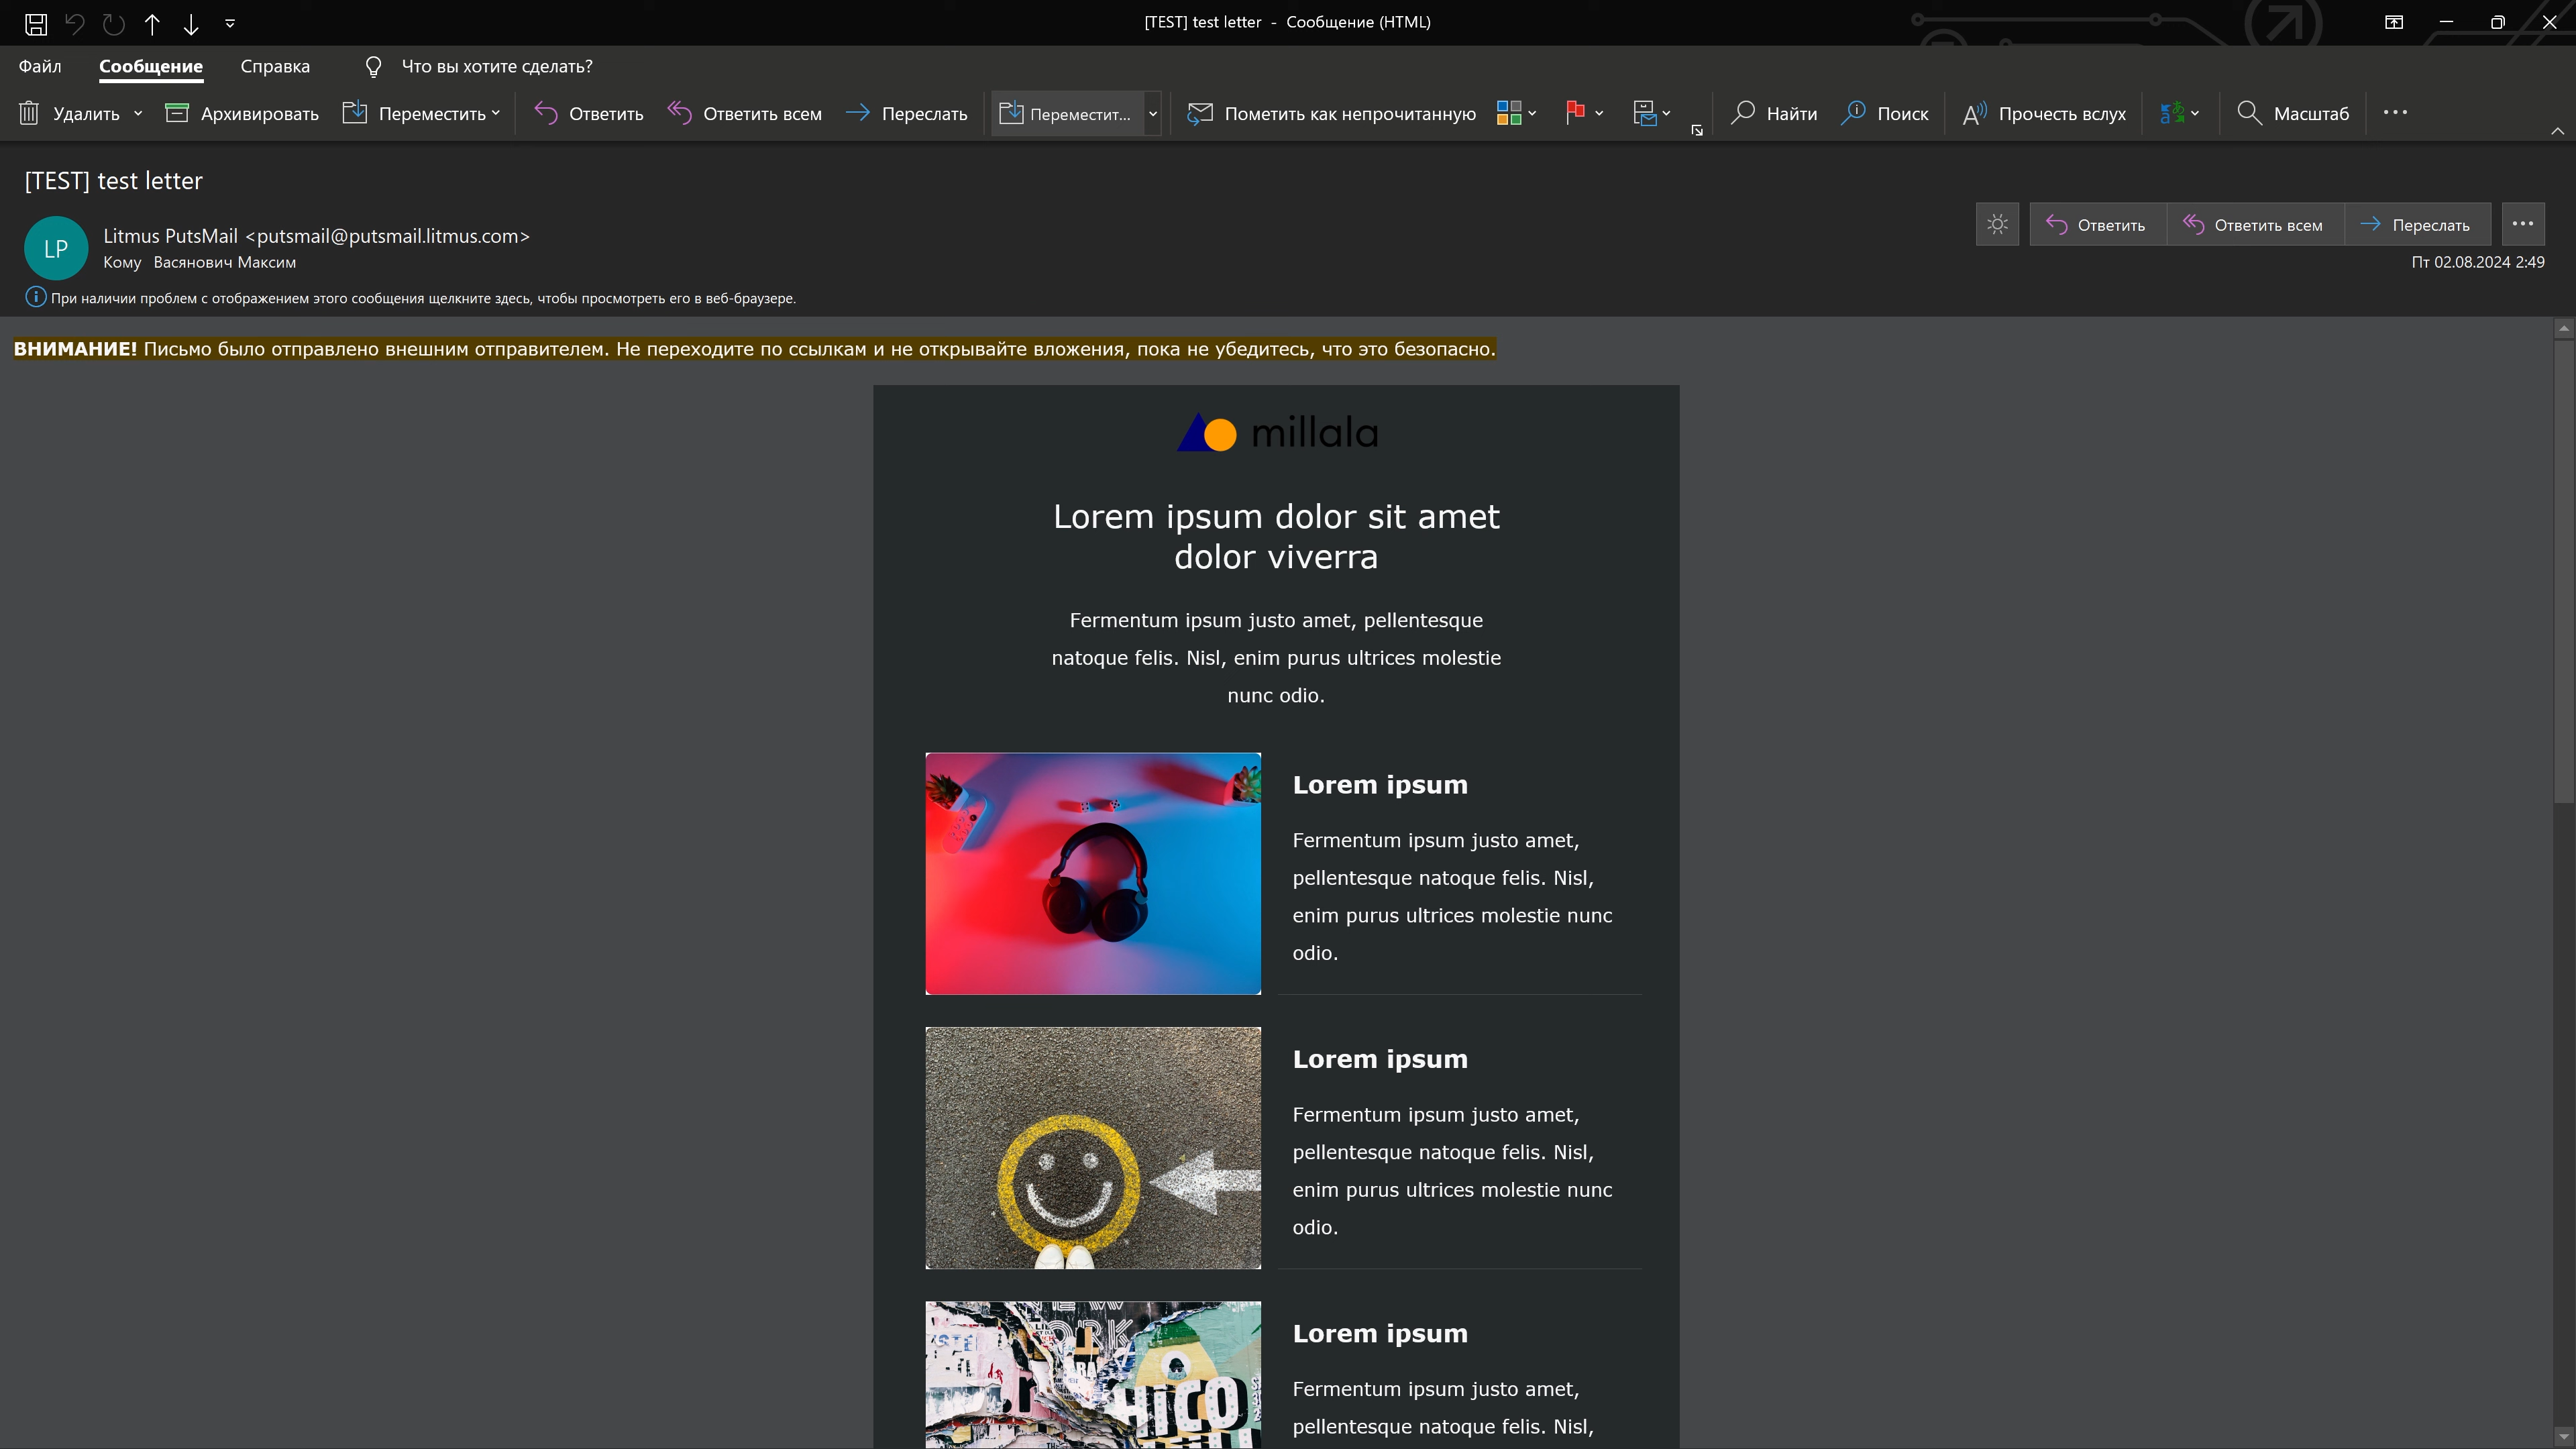 [TEST] test letter - Сообщение (HTML)
Файл Сообщение Справка Что вы хотите сделать?
Удалить Архивировать Переместить Ответить Ответить всем Переслать Переместит... Пометить как непрочитанную Найти Поиск Прочесть вслух Масштаб
[TEST] test letter
LP
Litmus PutsMail <putsmail@putsmail.litmus.com>
Кому Васянович Максим
Ответить Ответить всем Переслать
Пт 02.08.2024 2:49
При наличии проблем с отображением этого сообщения щелкните здесь, чтобы просмотреть его в веб-браузере.
ВНИМАНИЕ! Письмо было отправлено внешним отправителем. Не переходите по ссылкам и не открывайте вложения, пока не убедитесь, что это безопасно.
millala
Lorem ipsum dolor sit amet
dolor viverra
Fermentum ipsum justo amet, pellentesque
natoque felis. Nisl, enim purus ultrices molestie
nunc odio.
Lorem ipsum
Fermentum ipsum justo amet,
pellentesque natoque felis. Nisl,
enim purus ultrices molestie nunc
odio.
Lorem ipsum
Fermentum ipsum justo amet,
pellentesque natoque felis. Nisl,
enim purus ultrices molestie nunc
odio.
HiCO
Lorem ipsum
Fermentum ipsum justo amet,
pellentesque natoque felis. Nisl,